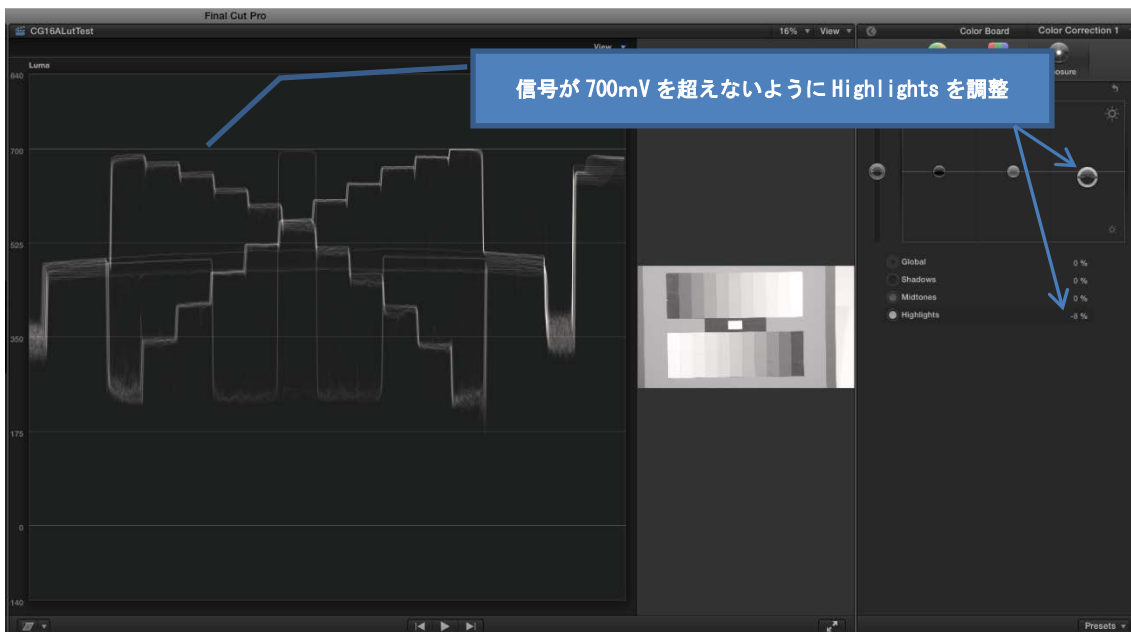 Final Cut Pro
CG16ALutTest
16%
View
Color Board
Color Correction 1
View
Luma
信号が 700mV を超えないように Highlights を調整
840
700
525
350
175
0
140
Global
0 %
Shadows
0 %
Midtones
0 %
Highlights
-8 %
Presets